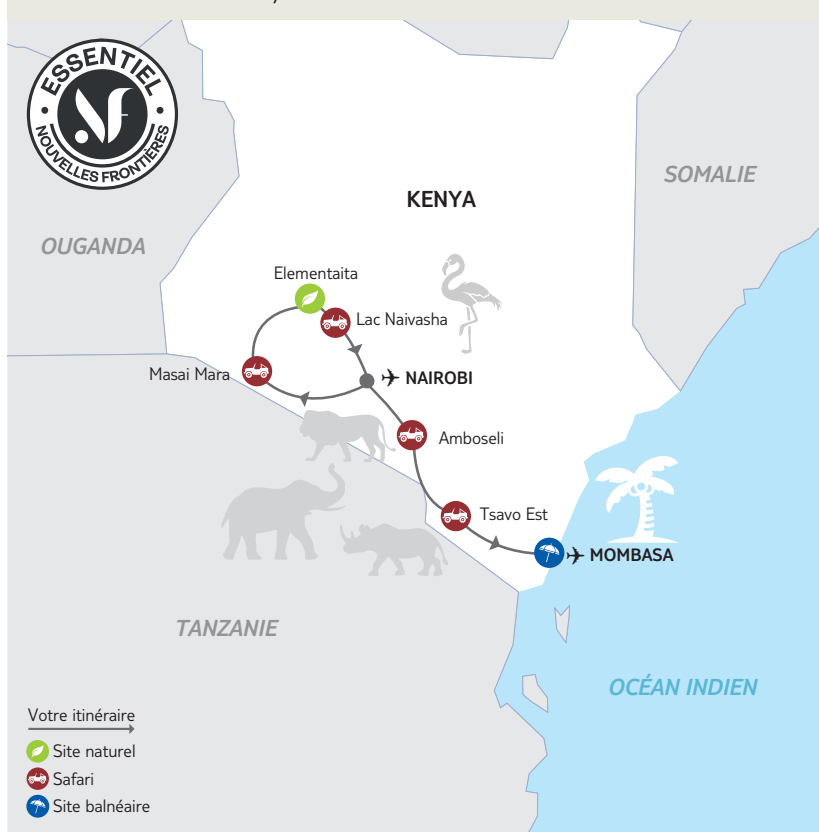 ESSENTIEL
NF
NOUVELLES FRONTIÈRES
SOMALIE
KENYA
OUGANDA
Elementaita
Lac Naivasha
Masai Mara
NAIROBI
Amboseli
Tsavo Est
MOMBASA
TANZANIE
OCÉAN INDIEN
Votre itinéraire
Site naturel
Safari
Site balnéaire